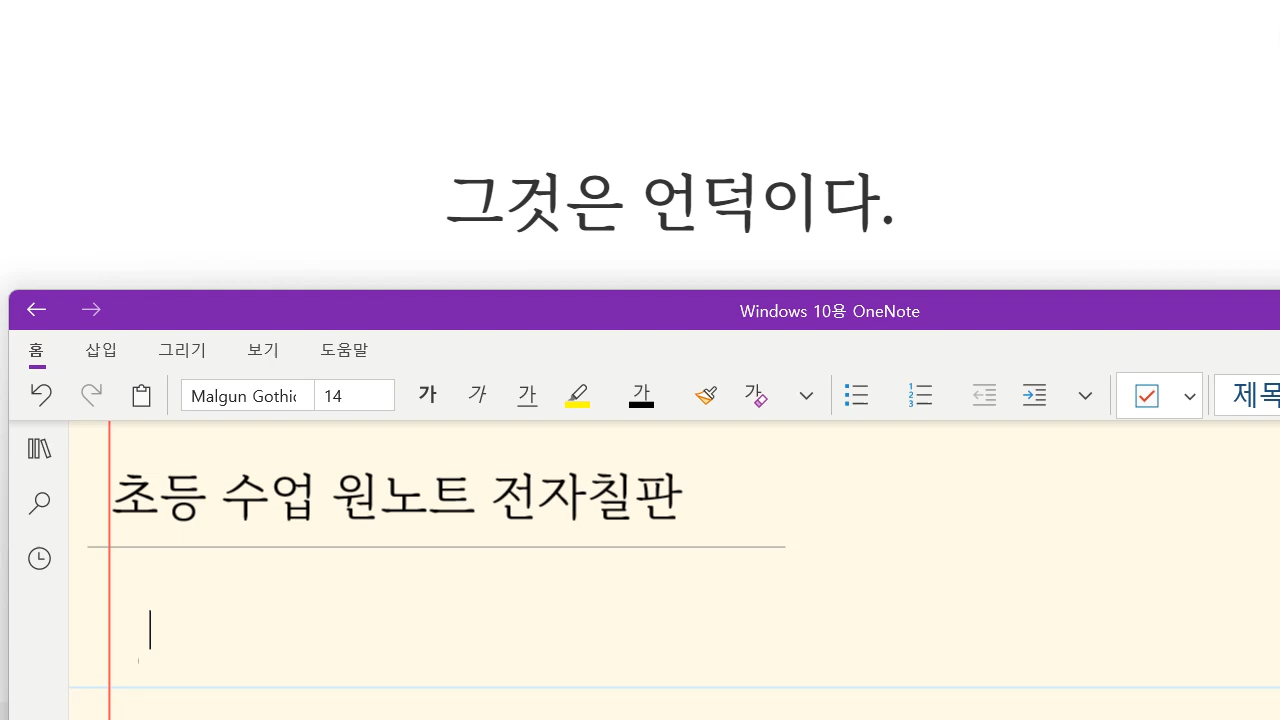 그것은 언덕이다.
Windows 10용 OneNote
홈 삽입 그리기 보기 도움말
Malgun Gothic 14 가 가 가 가 가 제목
초등 수업 원노트 전자칠판